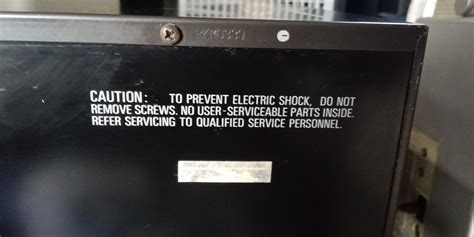 CAUTION: TO PREVENT ELECTRIC SHOCK, DO NOT
REMOVE SCREWS. NO USER-SERVICEABLE PARTS INSIDE.
REFER SERVICING TO QUALIFIED SERVICE PERSONNEL.